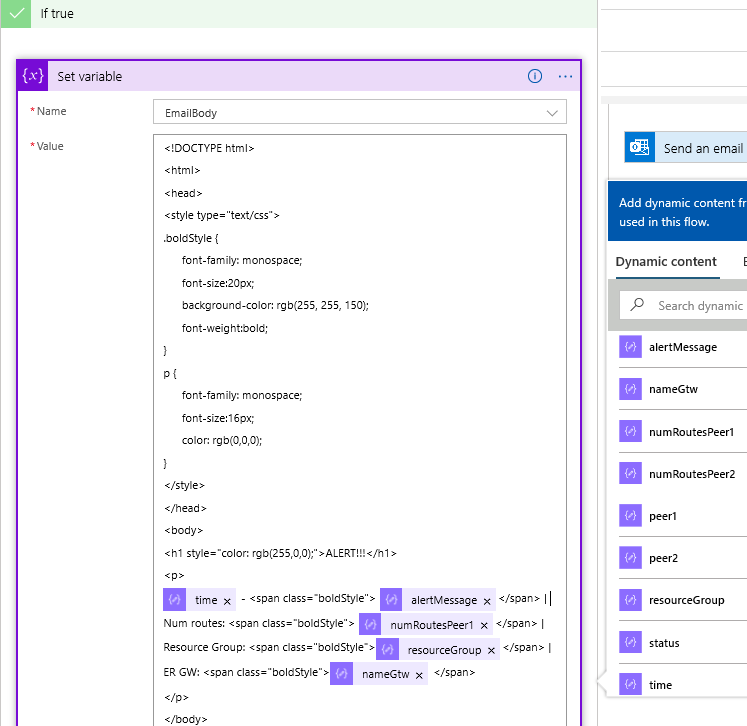 If true
{x} Set variable
* Name
EmailBody
* Value
<!DOCTYPE html>
<html>
<head>
<style type="text/css">
.boldStyle {
font-family: monospace;
font-size:20px;
background-color: rgb(255, 255, 150);
font-weight:bold;
}
p {
font-family: monospace;
font-size:16px;
color: rgb(0,0,0);
}
</style>
</head>
<body>
<h1 style="color: rgb(255,0,0);">ALERT!!!</h1>
<p>
time × - <span class="boldStyle"> alertMessage × </span> |
Num routes: <span class="boldStyle"> numRoutesPeer1 × </span> |
Resource Group: <span class="boldStyle"> resourceGroup × </span> |
ER GW: <span class="boldStyle"> nameGtw × </span>
</p>
</body>
Send an email
Add dynamic content fr
used in this flow.
Dynamic content
Search dynamic
alertMessage
nameGtw
numRoutesPeer1
numRoutesPeer2
peer1
peer2
resourceGroup
status
time